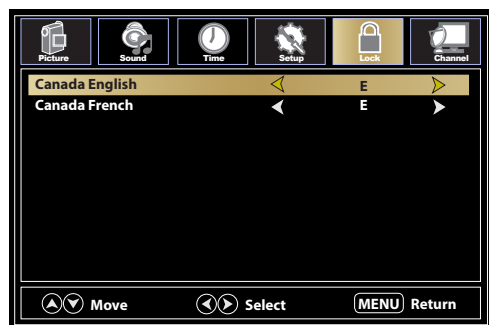 Picture Sound Time Setup Lock Channel
Canada English E
Canada French E
Move Select MENU Return